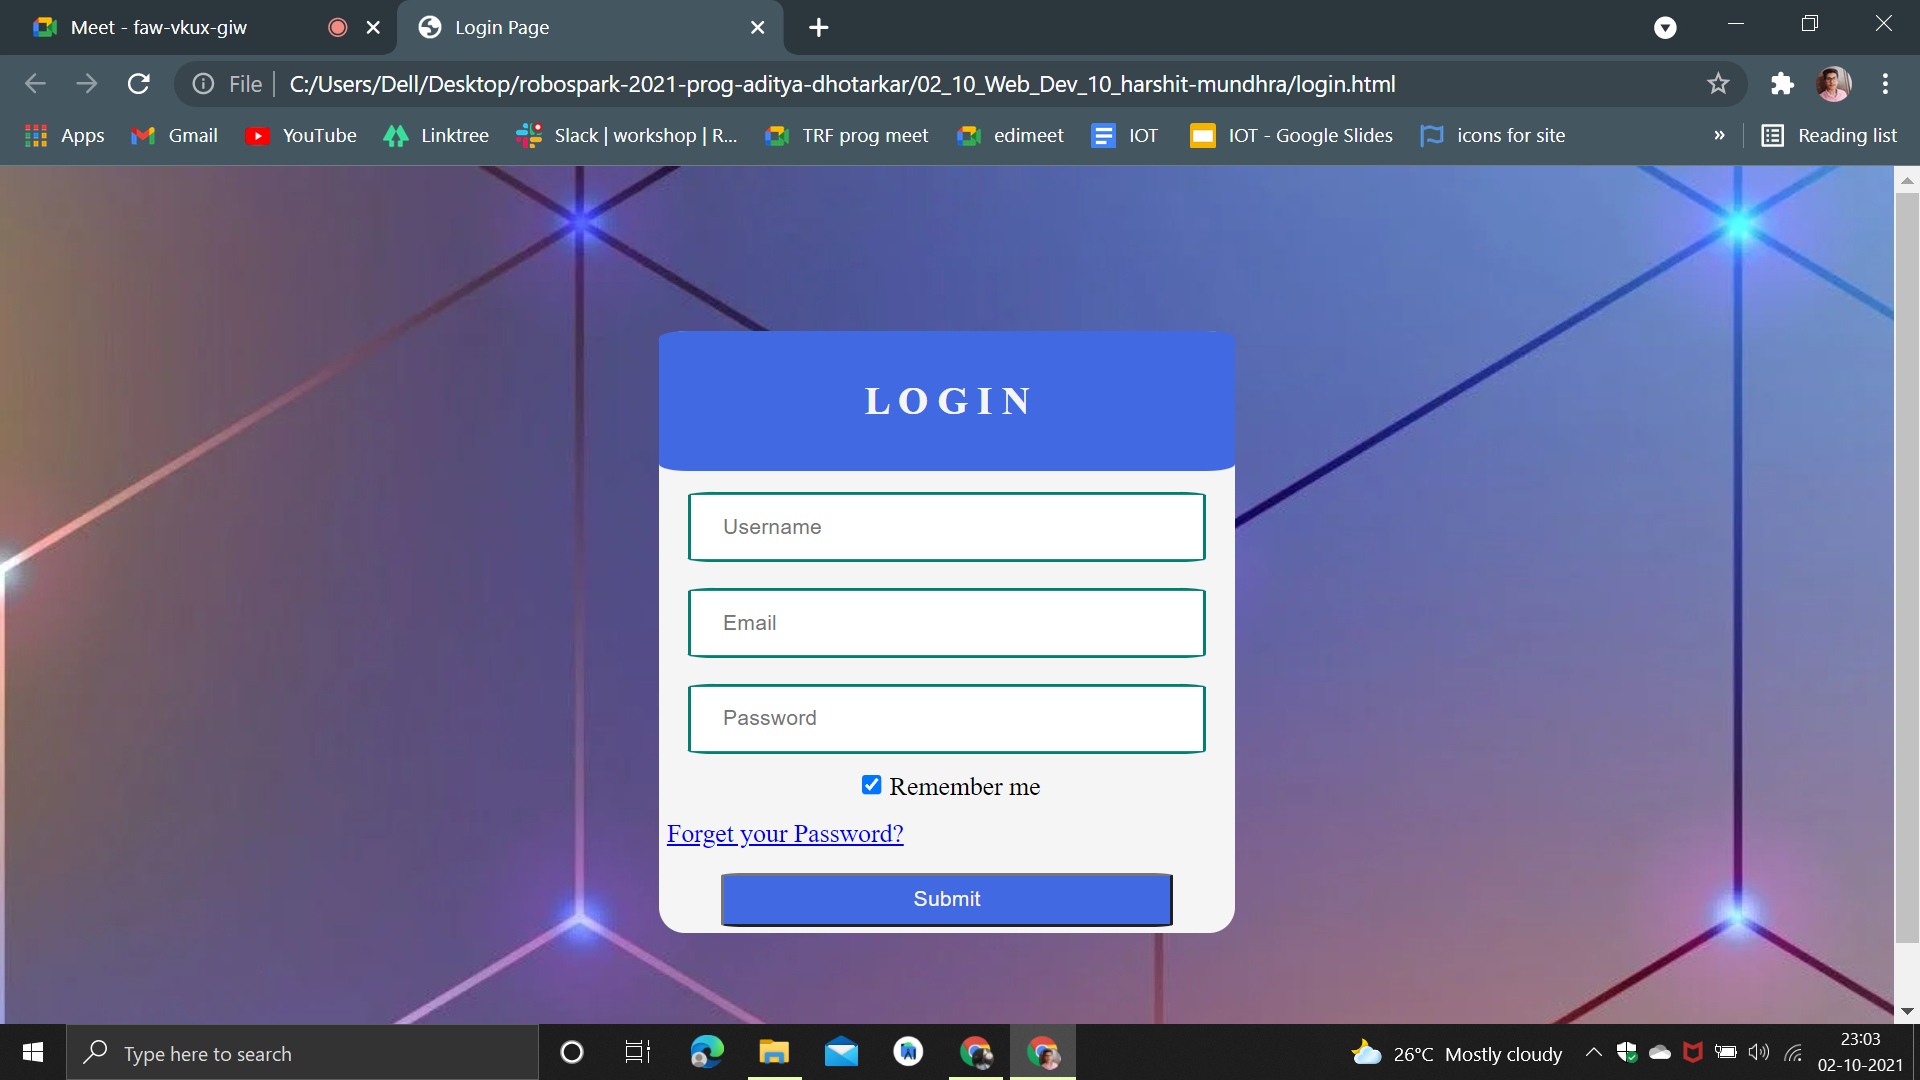 Meet - faw-vkux-giw
Login Page
File
C:/Users/Dell/Desktop/robospark-2021-prog-aditya-dhotarkar/02_10_Web_Dev_10_harshit-mundhra/login.html
Apps
Gmail
YouTube
Linktree
Slack | workshop | R...
TRF prog meet
edimeet
IOT
IOT - Google Slides
icons for site
»
Reading list
LOGIN
Username
Email
Password
Remember me
Forget your Password?
Submit
Type here to search
26°C Mostly cloudy
23:03
02-10-2021